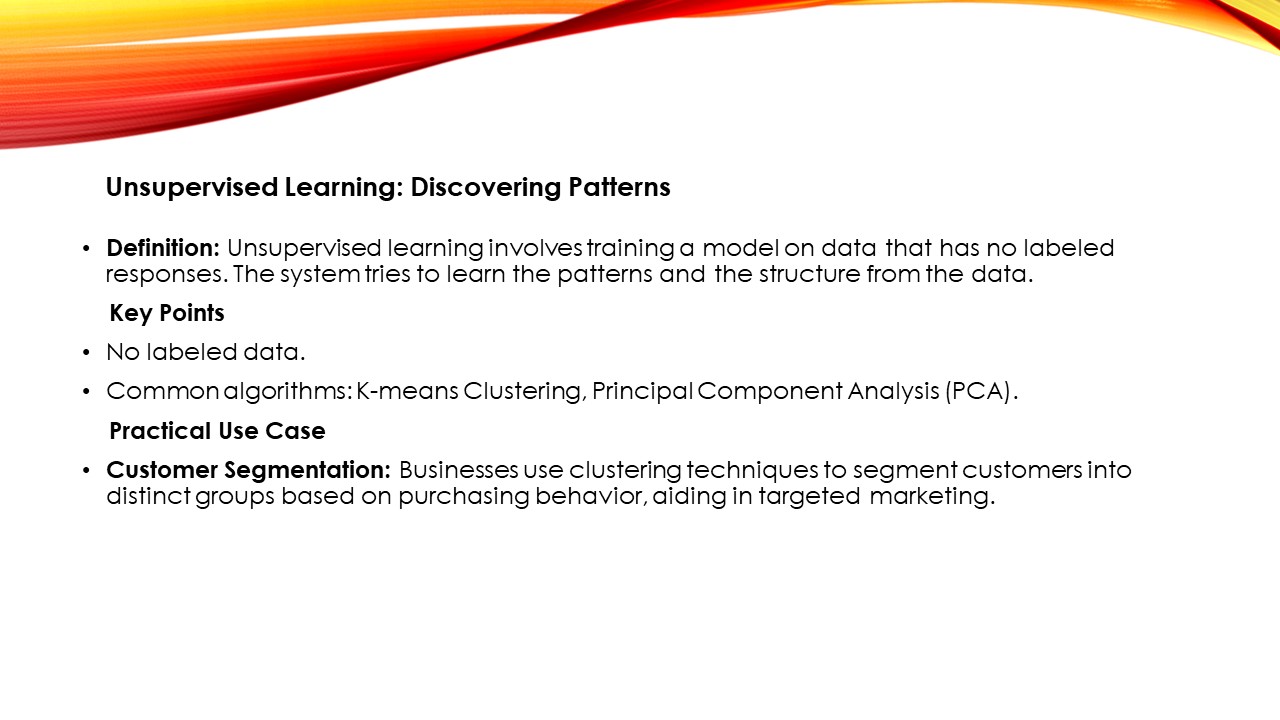 Unsupervised Learning: Discovering Patterns
• Definition: Unsupervised learning involves training a model on data that has no labeled
responses. The system tries to learn the patterns and the structure from the data.
Key Points
• No labeled data.
• Common algorithms: K-means Clustering, Principal Component Analysis (PCA).
Practical Use Case
• Customer Segmentation: Businesses use clustering techniques to segment customers into
distinct groups based on purchasing behavior, aiding in targeted marketing.